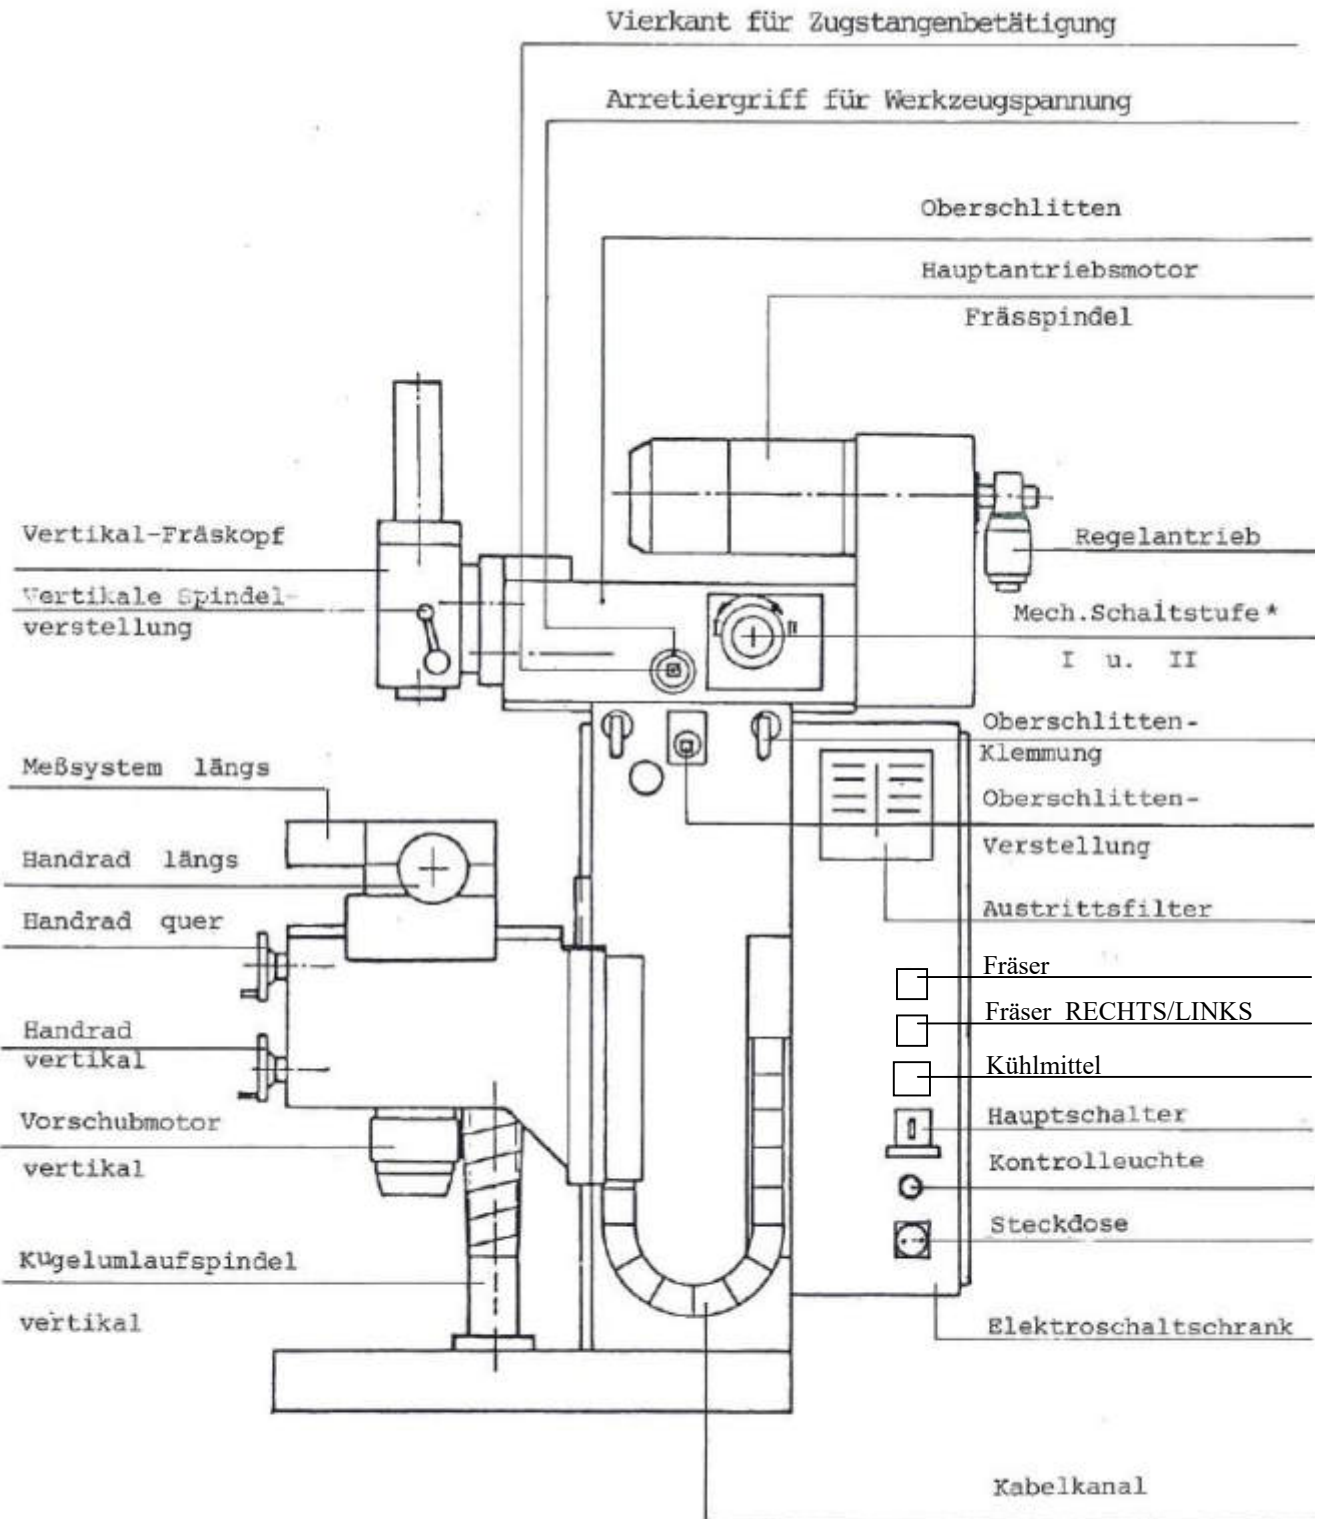 Vierkant für Zugstangenbetätigung
Arretiergriff für Werkzeugspannung
Oberschlitten
Hauptantriebsmotor
Frässpindel
Vertikal-Fräskopf
Vertikale Spindel-
verstellung
Meßsystem längs
Handrad längs
Handrad quer
Handrad
vertikal
Vorschubmotor
vertikal
Kugelumlaufspindel
vertikal
Regelantrieb
Mech.Schaltstufe *
I u. II
I II
Oberschlitten-
Klemmung
Oberschlitten-
Verstellung
Austrittsfilter
Fräser
Fräser RECHTS/LINKS
Kühlmittel
Hauptschalter
Kontrolleuchte
Steckdose
Elektroschaltschrank
Kabelkanal